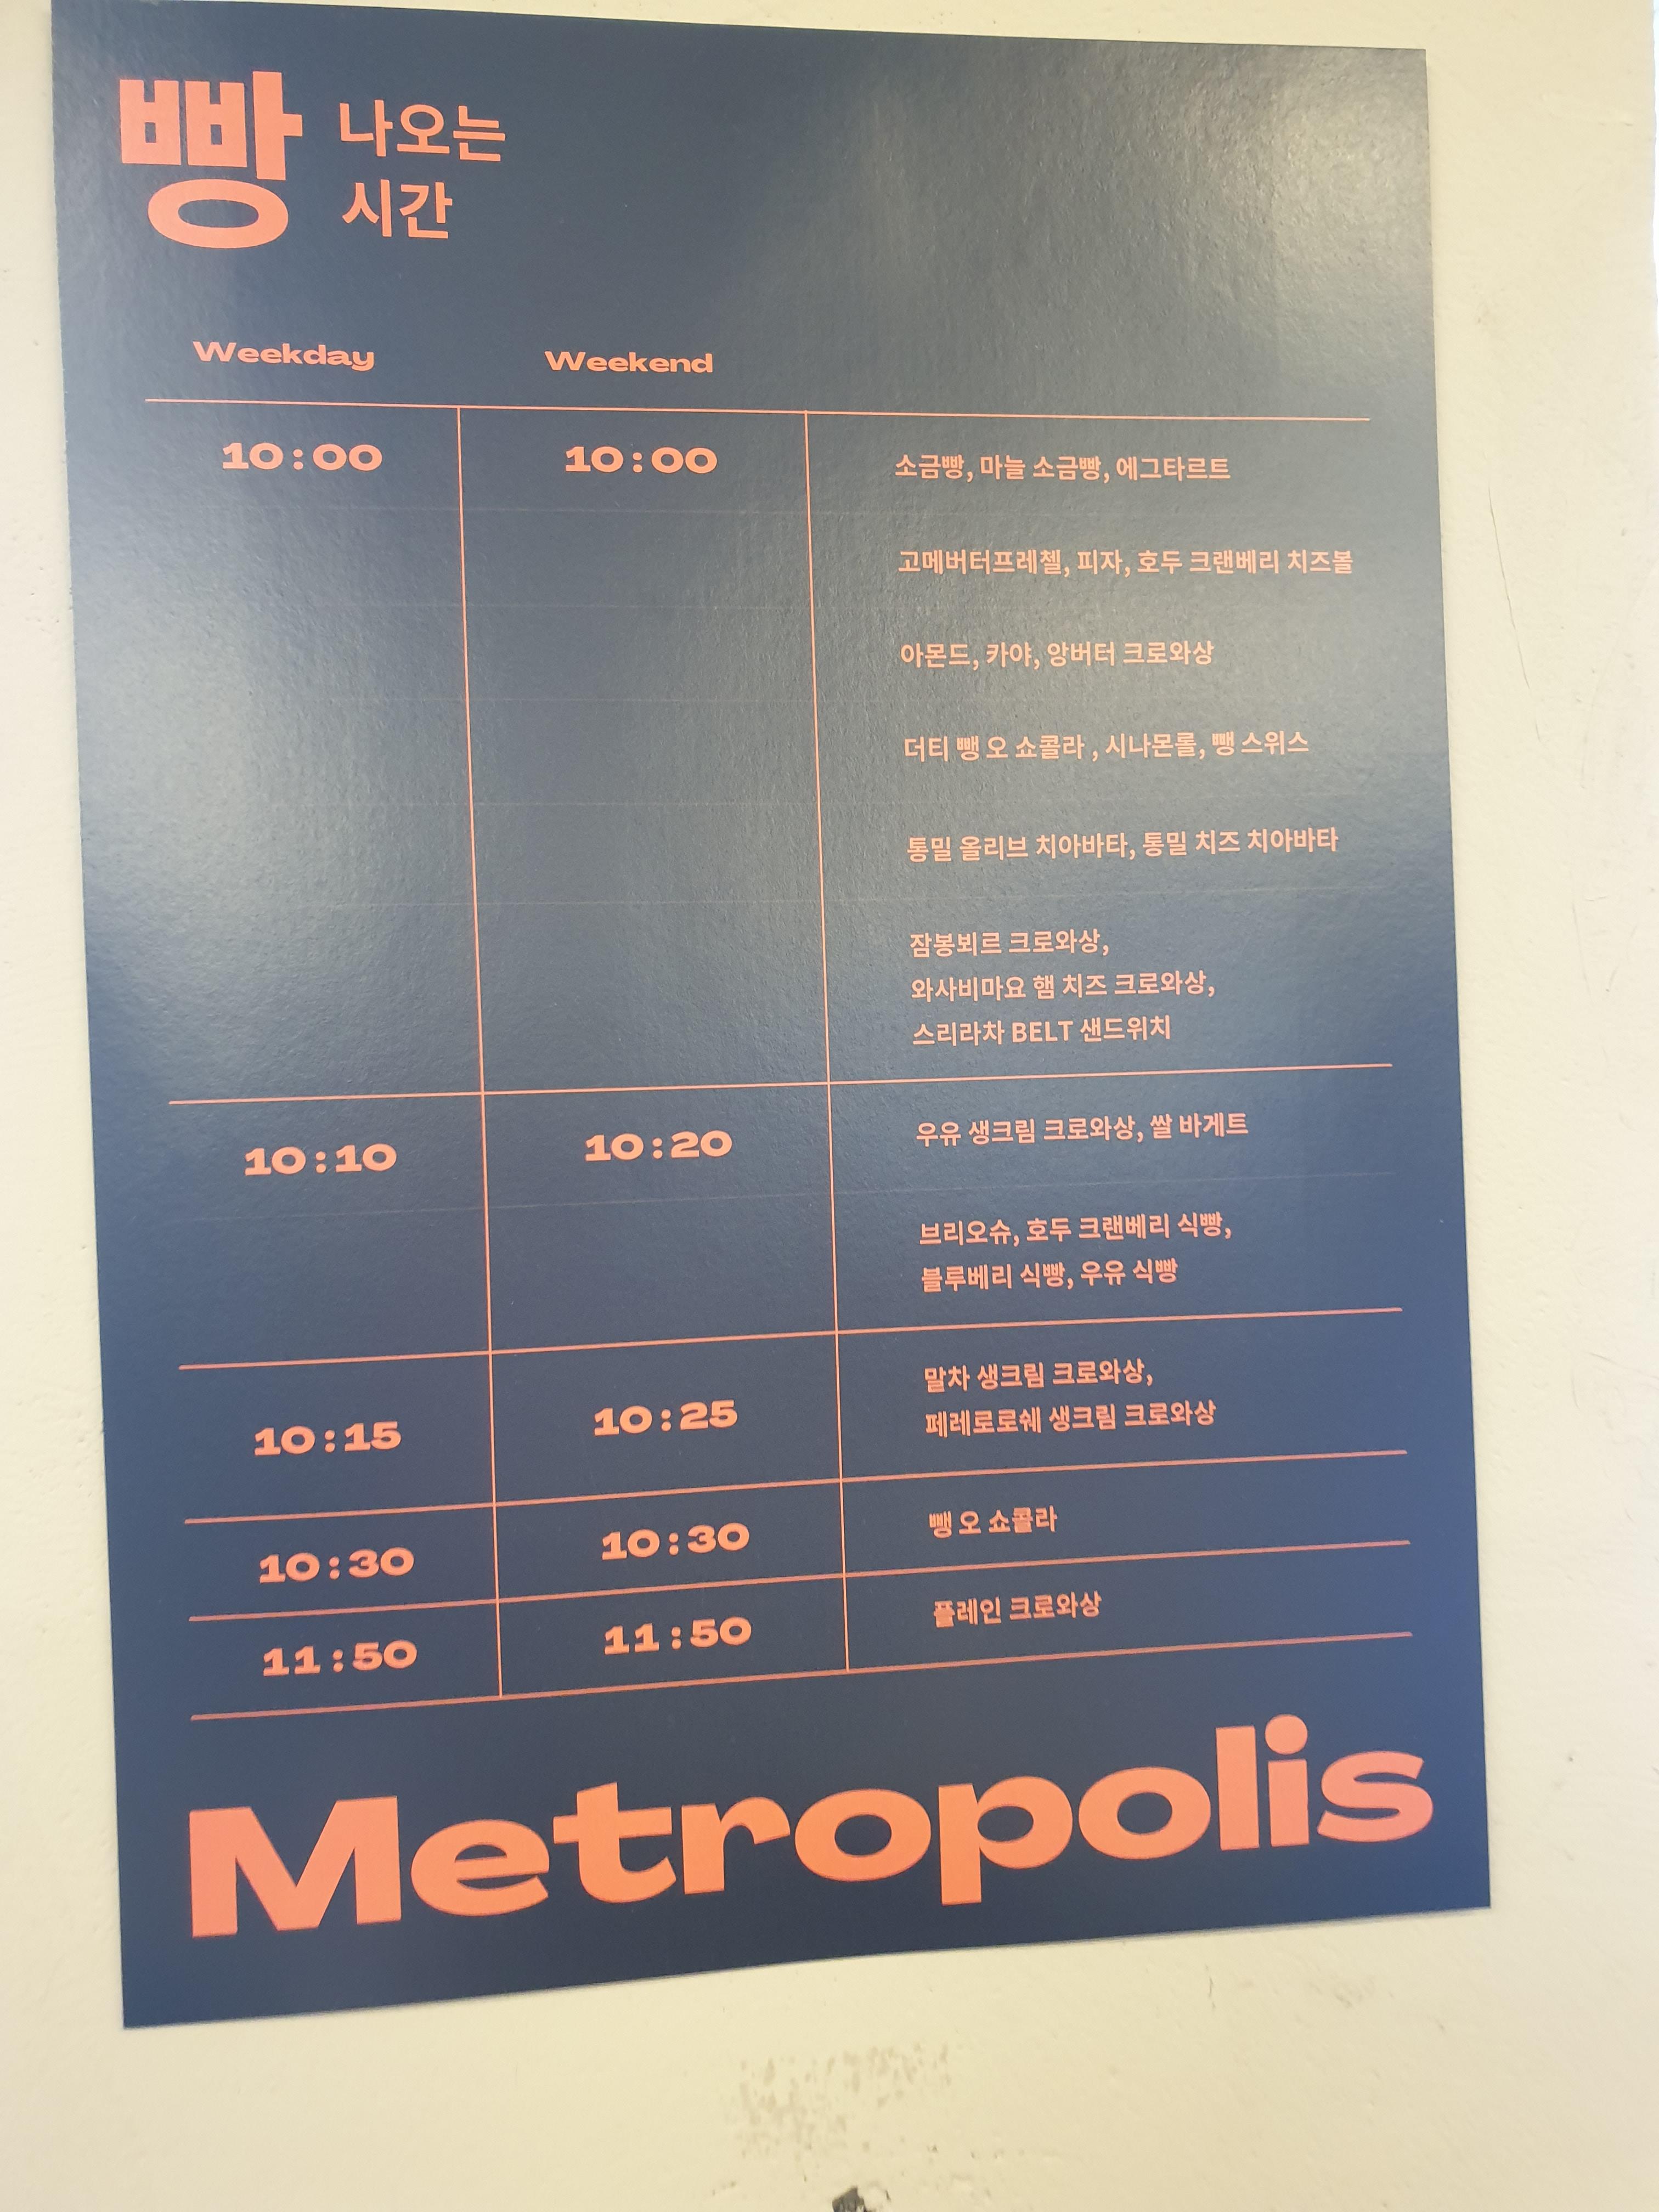 빵 나오는
시간
Weekday Weekend
10:00 10:00 소금빵, 마늘 소금빵, 에그타르트
고메버터프레첼, 피자, 호두 크랜베리 치즈볼
아몬드, 카야, 앙버터 크로와상
더티 뺑 오 쇼콜라 , 시나몬롤, 뺑 스위스
통밀 올리브 치아바타, 통밀 치즈 치아바타
잠봉뵈르 크로와상,
와사비마요 햄 치즈 크로와상,
스리라차 BELT 샌드위치
10:10 10:20 우유 생크림 크로와상, 쌀 바게트
브리오슈, 호두 크랜베리 식빵,
블루베리 식빵, 우유 식빵
10:15 10:25 말차 생크림 크로와상,
페레로로쉐 생크림 크로와상
10:30 10:30 뺑 오 쇼콜라
11:50 11:50 플레인 크로와상
Metropolis